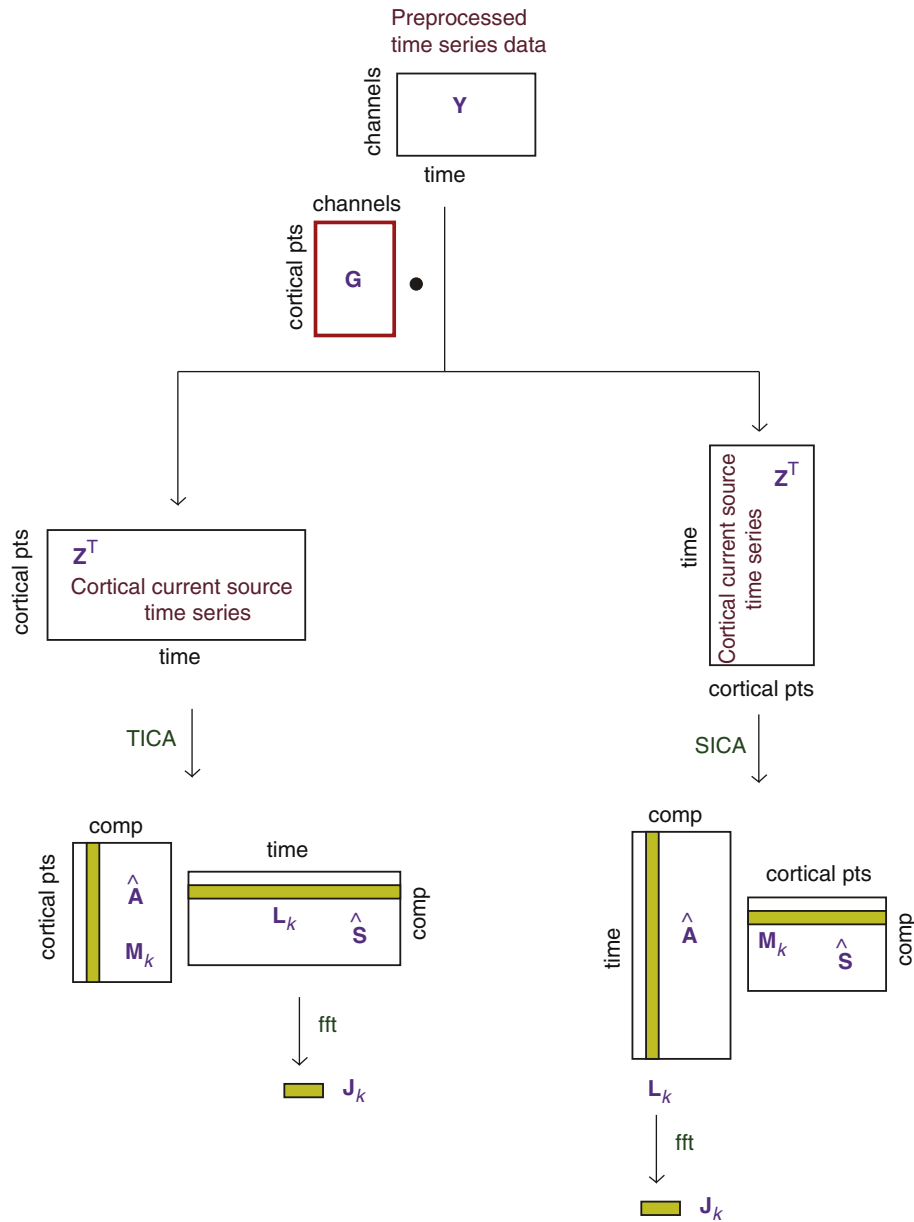 Preprocessed
time series data
channels
Y
time
channels
cortical pts
G
cortical pts
Z^T
Cortical current source
time series
time
time
Z^T
Cortical current source
time series
cortical pts
TICA
SICA
comp
cortical pts
Â
M_k
time
L_k
Ŝ
comp
fft
J_k
comp
time
Â
cortical pts
M_k
Ŝ
comp
L_k
fft
J_k